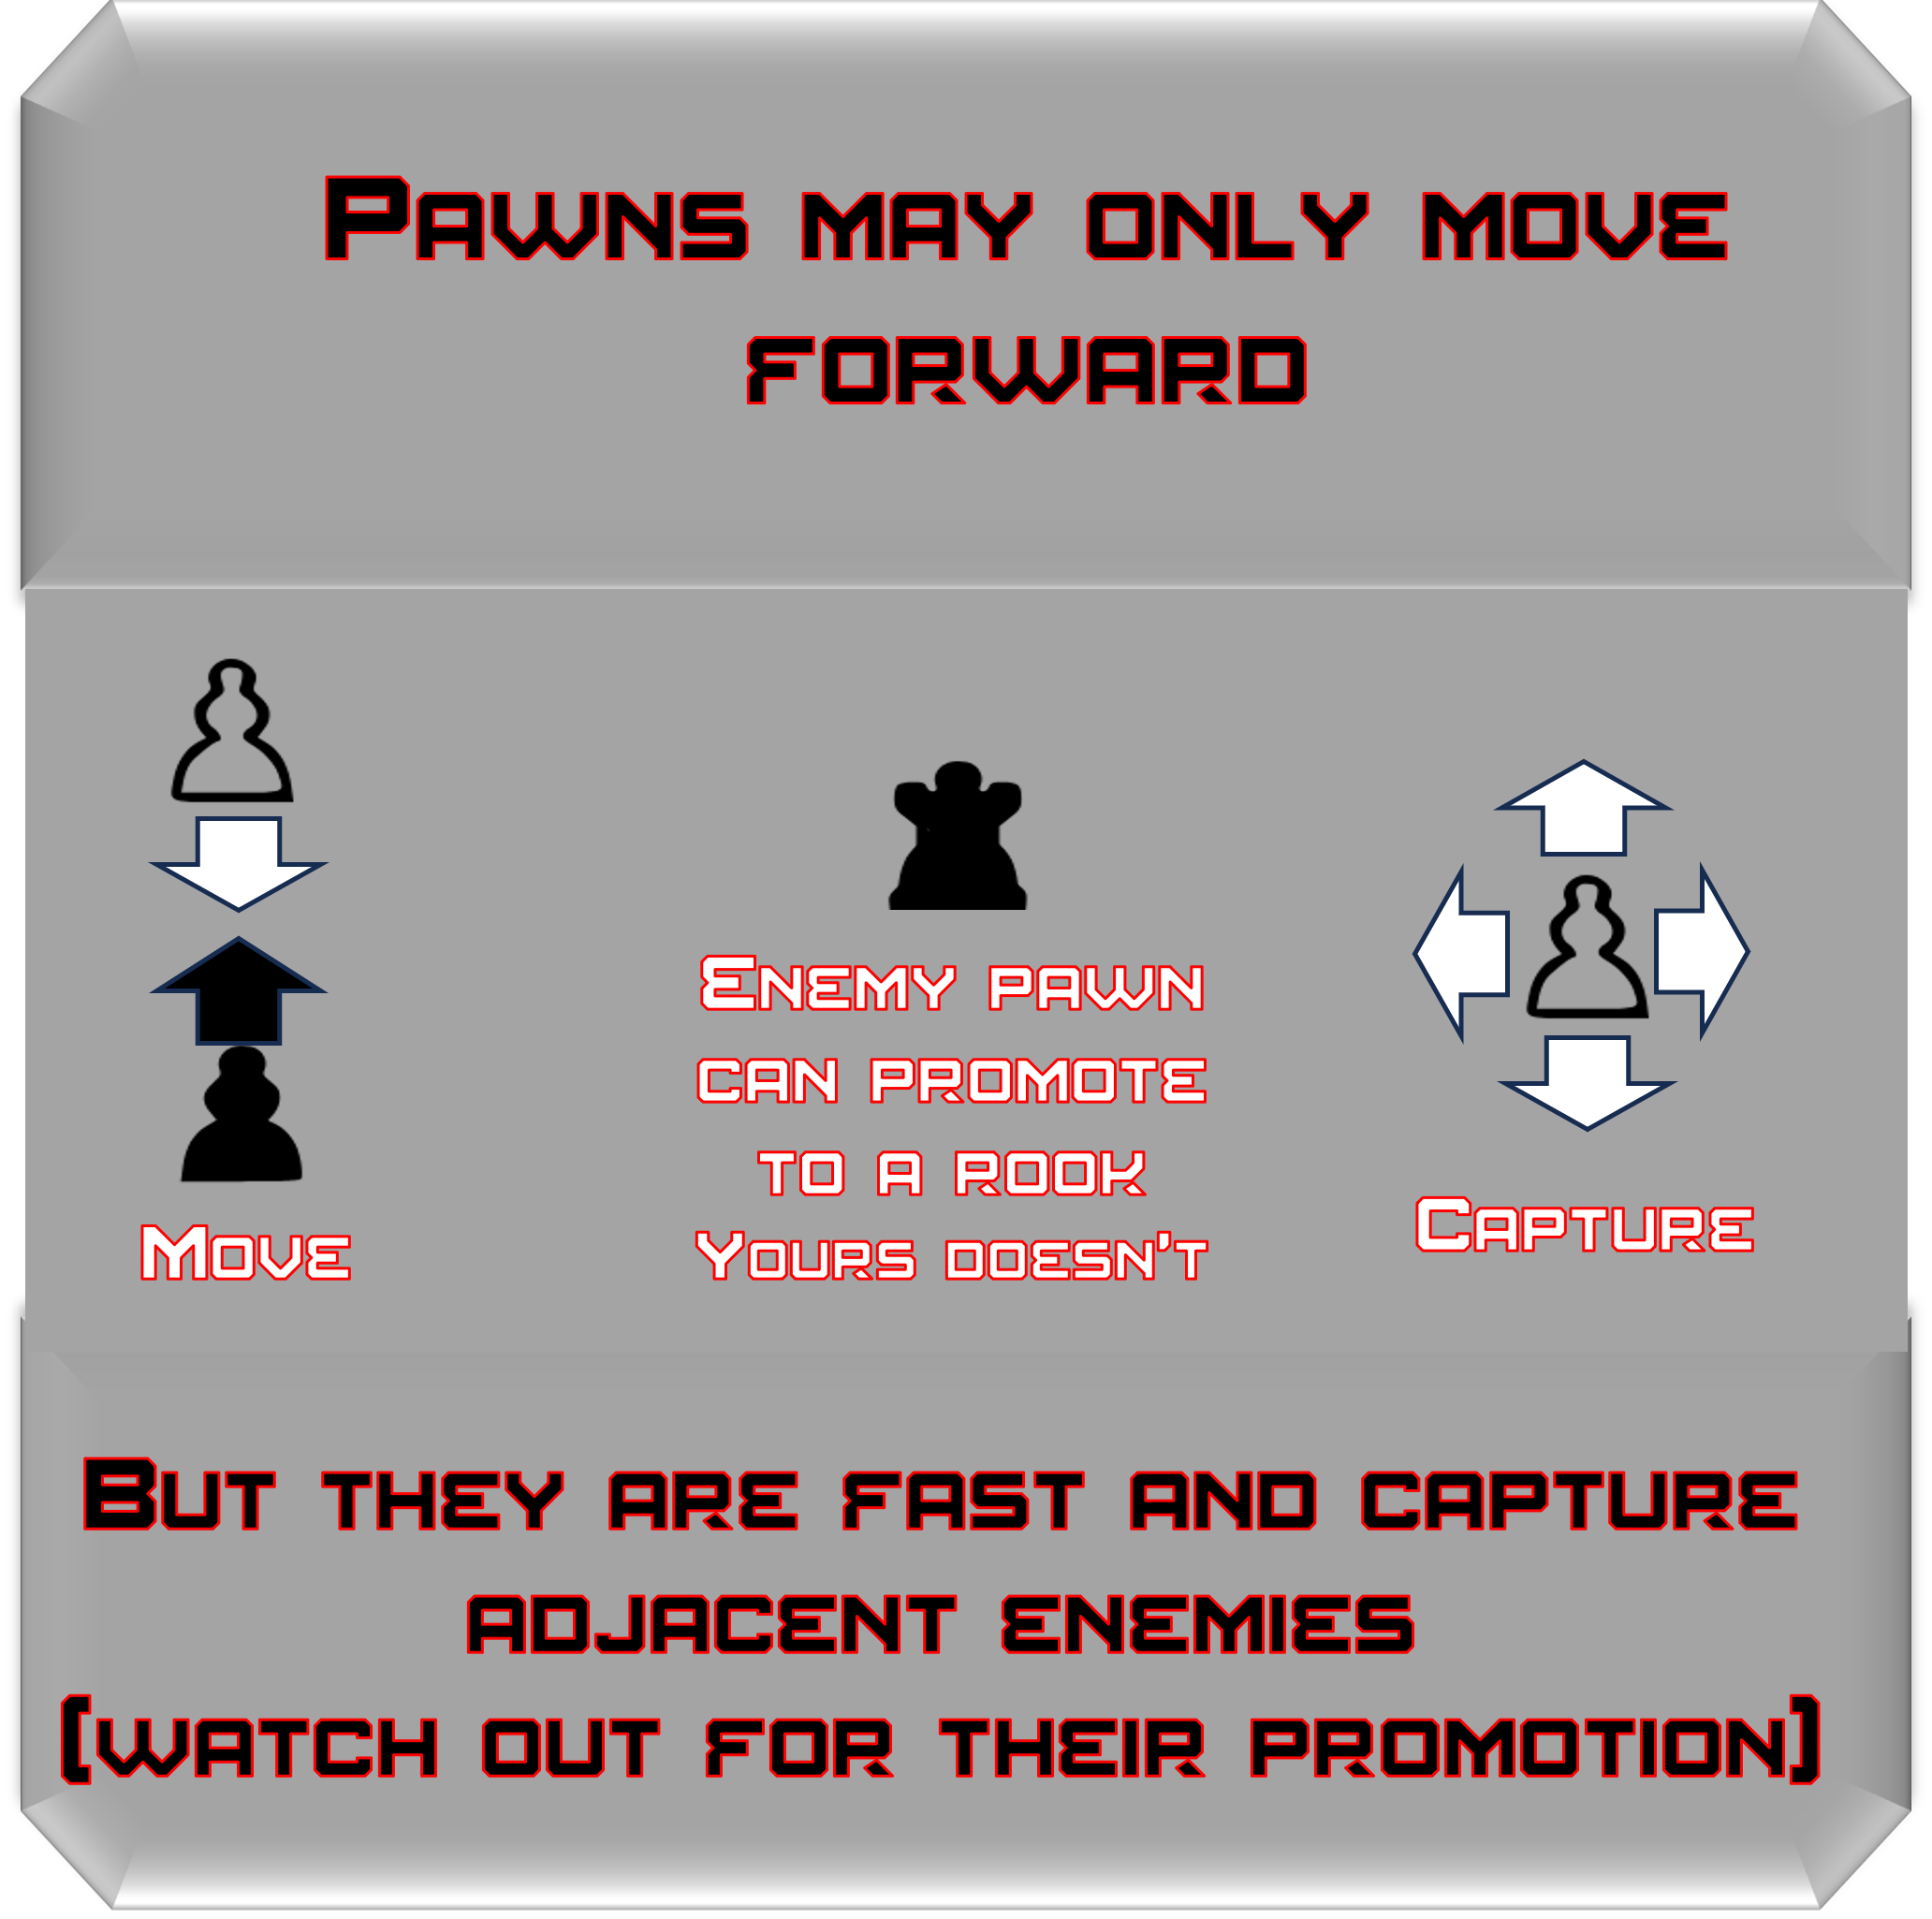 Pawns may only move
forward
Move
Enemy pawn
can promote
to a rook
Yours doesn't
Capture
But they are fast and capture
adjacent enemies
(watch out for their promotion)